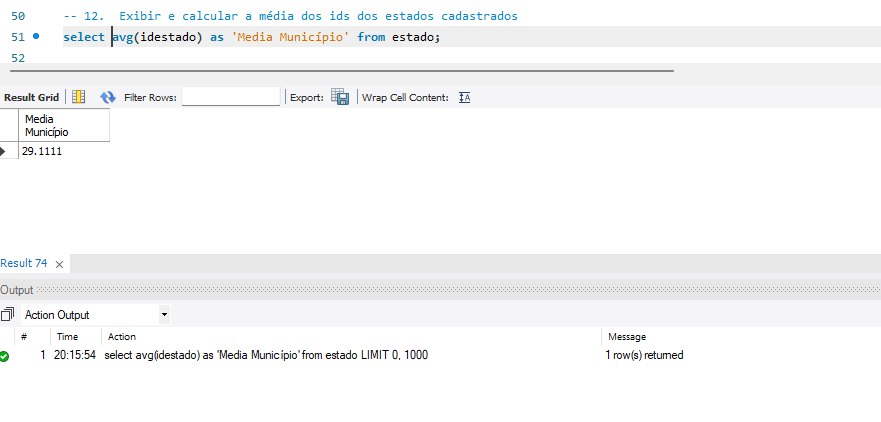 50 -- 12. Exibir e calcular a média dos ids dos estados cadastrados
51 select avg(idestado) as 'Media Município' from estado;
52
Result Grid Filter Rows: Export: Wrap Cell Content:
Media
Município
29.1111
Result 74
Output
Action Output
# Time Action Message
1 20:15:54 select avg(idestado) as 'Media Município' from estado LIMIT 0, 1000 1 row(s) returned